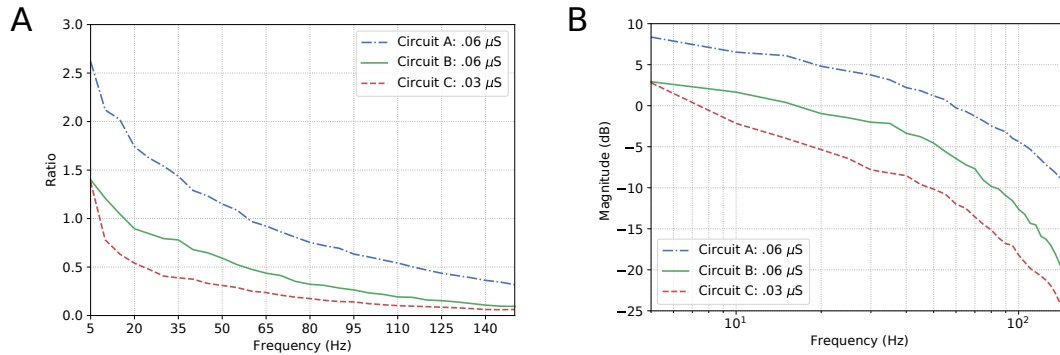 A
3.0
2.5
2.0
1.5
1.0
0.5
0.0
Ratio
5 20 35 50 65 80 95 110 125 140
Frequency (Hz)
Circuit A: .06 μS
Circuit B: .06 μS
Circuit C: .03 μS
B
10
5
0
−5
−10
−15
−20
−25
Magnitude (dB)
10¹ 10²
Frequency (Hz)
Circuit A: .06 μS
Circuit B: .06 μS
Circuit C: .03 μS